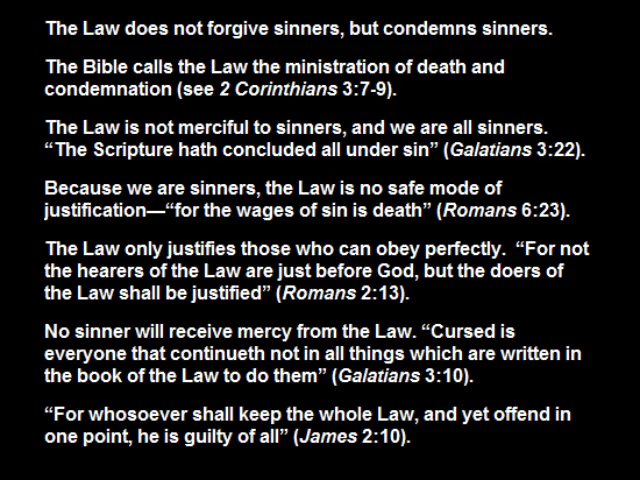 The Law does not forgive sinners, but condemns sinners.
The Bible calls the Law the ministration of death and
condemnation (see 2 Corinthians 3:7-9).
The Law is not merciful to sinners, and we are all sinners.
“The Scripture hath concluded all under sin” (Galatians 3:22).
Because we are sinners, the Law is no safe mode of
justification—“for the wages of sin is death” (Romans 6:23).
The Law only justifies those who can obey perfectly.  “For not
the hearers of the Law are just before God, but the doers of
the Law shall be justified” (Romans 2:13).
No sinner will receive mercy from the Law. “Cursed is
everyone that continueth not in all things which are written in
the book of the Law to do them” (Galatians 3:10).
“For whosoever shall keep the whole Law, and yet offend in
one point, he is guilty of all” (James 2:10).